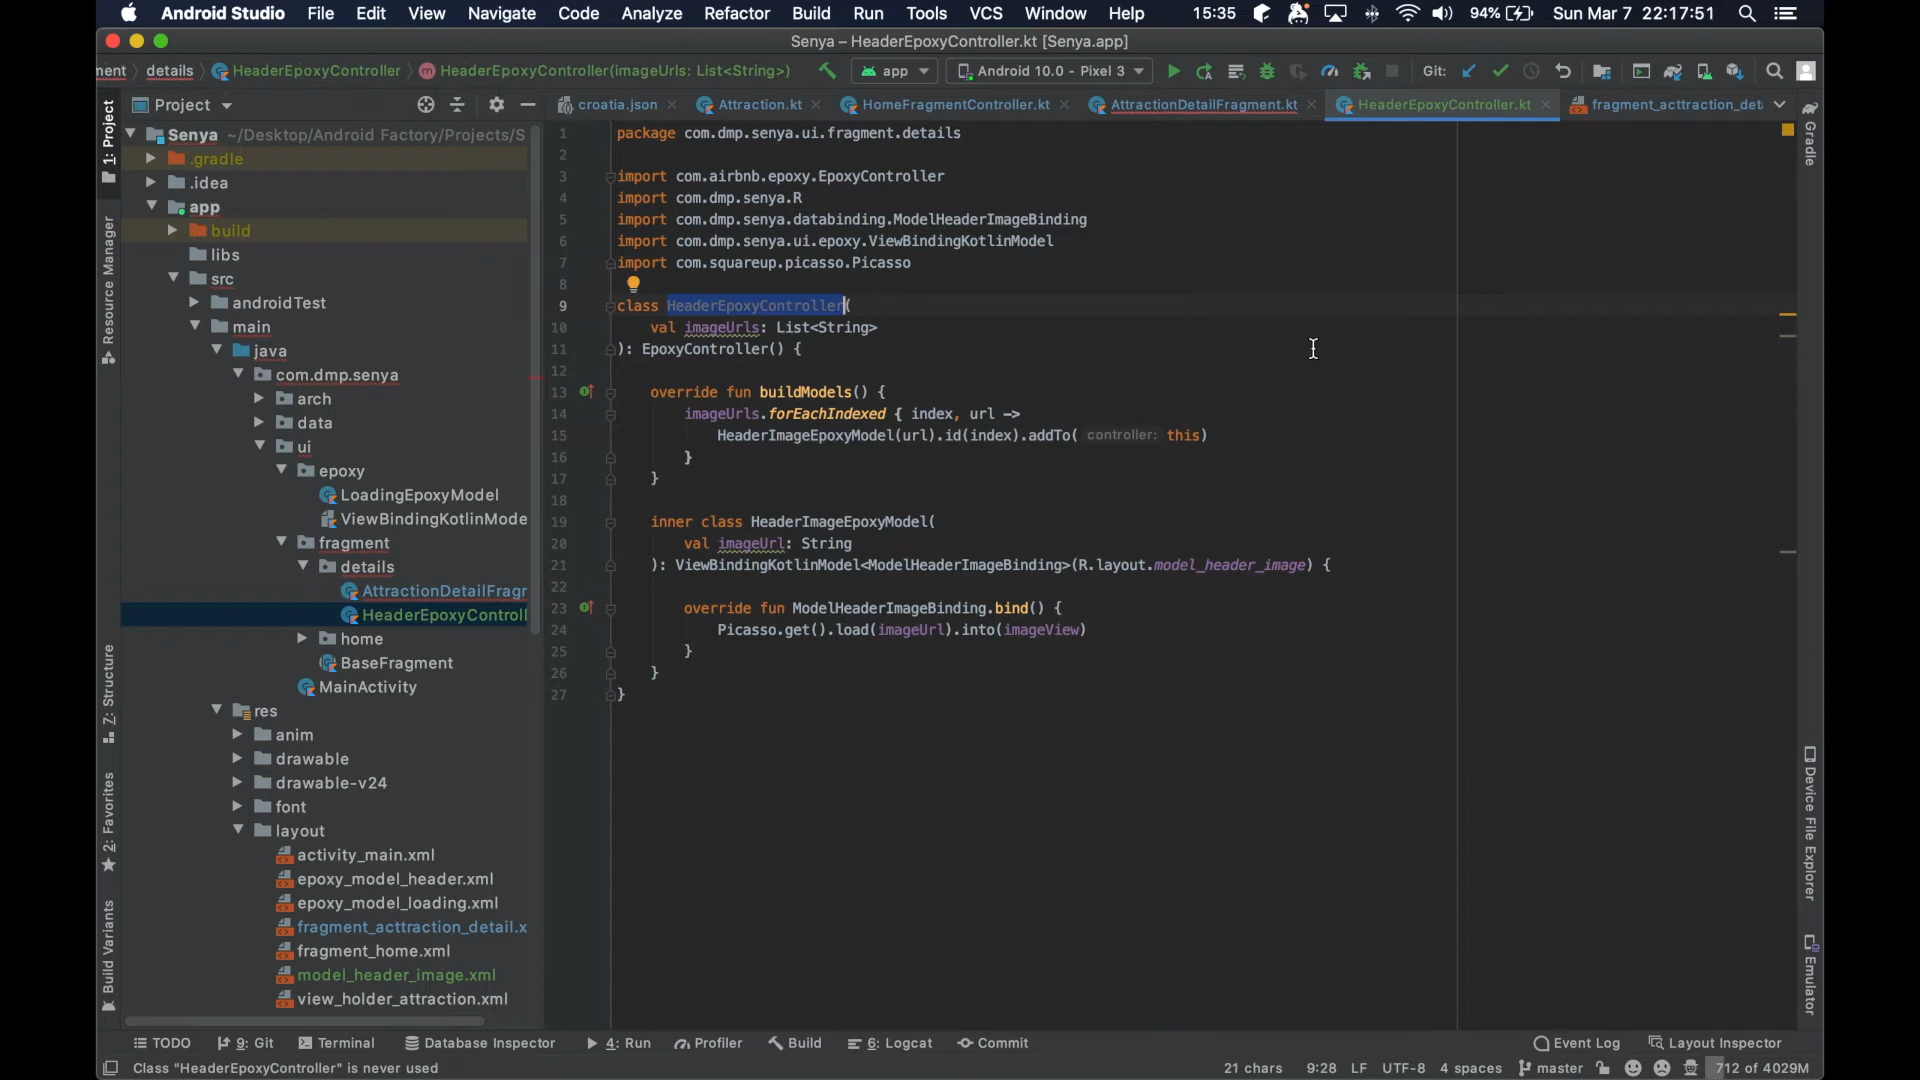 Android Studio File Edit View Navigate Code Analyze Refactor Build Run Tools VCS Window Help 15:35 94% Sun Mar 7 22:17:51
Senya – HeaderEpoxyController.kt [Senya.app]
ment details HeaderEpoxyController HeaderEpoxyController(imageUrls: List<String>) app Android 10.0 - Pixel 3 Git:
Project
croatia.json Attraction.kt HomeFragmentController.kt AttractionDetailFragment.kt HeaderEpoxyController.kt fragment_acttraction_det
1: Project
Resource Manager
Z: Structure
2: Favorites
Build Variants
Senya ~/Desktop/Android Factory/Projects/S
.gradle
.idea
app
build
libs
src
androidTest
main
java
com.dmp.senya
arch
data
ui
epoxy
LoadingEpoxyModel
ViewBindingKotlinMode
fragment
details
AttractionDetailFragr
HeaderEpoxyControll
home
BaseFragment
MainActivity
res
anim
drawable
drawable-v24
font
layout
activity_main.xml
epoxy_model_header.xml
epoxy_model_loading.xml
fragment_acttraction_detail.x
fragment_home.xml
model_header_image.xml
view_holder_attraction.xml
1 package com.dmp.senya.ui.fragment.details
2
3 import com.airbnb.epoxy.EpoxyController
4 import com.dmp.senya.R
5 import com.dmp.senya.databinding.ModelHeaderImageBinding
6 import com.dmp.senya.ui.epoxy.ViewBindingKotlinModel
7 import com.squareup.picasso.Picasso
8
9 class HeaderEpoxyController(
10 val imageUrls: List<String>
11 ): EpoxyController() {
12
13 override fun buildModels() {
14 imageUrls.forEachIndexed { index, url ->
15 HeaderImageEpoxyModel(url).id(index).addTo( controller: this)
16 }
17 }
18
19 inner class HeaderImageEpoxyModel(
20 val imageUrl: String
21 ): ViewBindingKotlinModel<ModelHeaderImageBinding>(R.layout.model_header_image) {
22
23 override fun ModelHeaderImageBinding.bind() {
24 Picasso.get().load(imageUrl).into(imageView)
25 }
26 }
27 }
Gradle
Device File Explorer
Emulator
TODO 9: Git Terminal Database Inspector 4: Run Profiler Build 6: Logcat Commit Event Log Layout Inspector
Class "HeaderEpoxyController" is never used 21 chars 9:28 LF UTF-8 4 spaces master 712 of 4029M